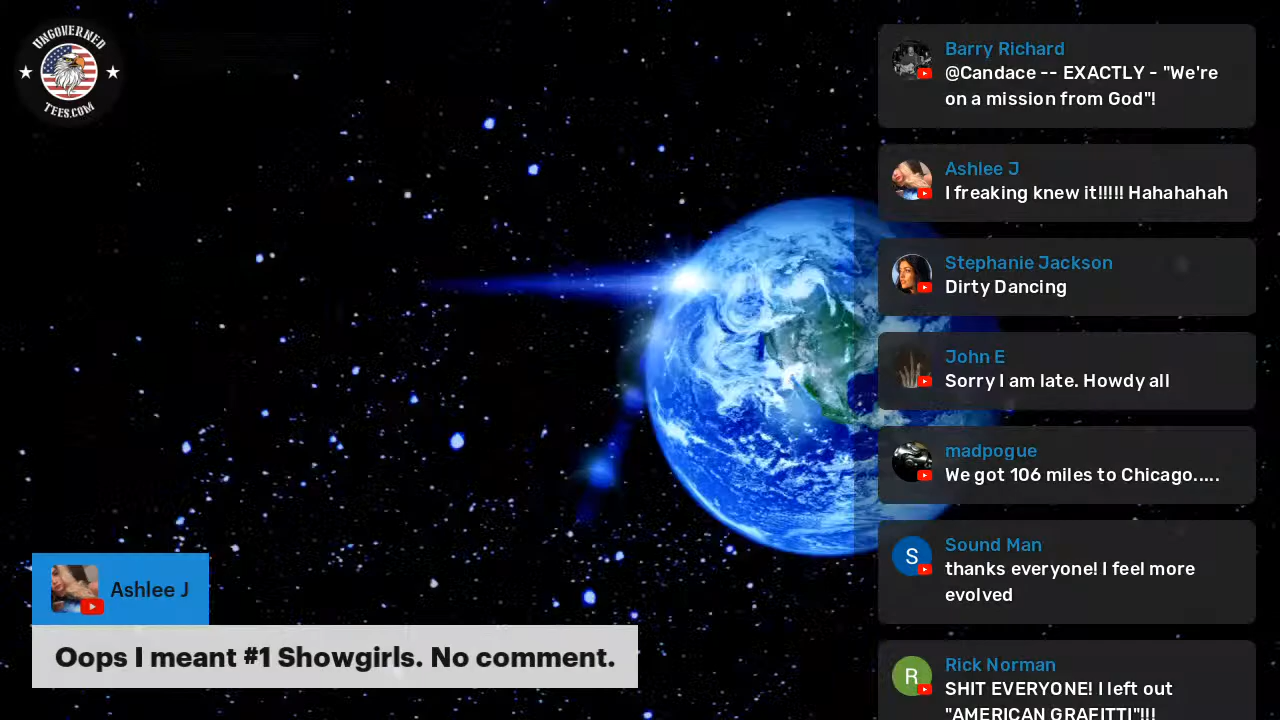 UNGOVERNED
TEES.COM
Barry Richard
@Candace -- EXACTLY - "We're
on a mission from God"!
Ashlee J
I freaking knew it!!!!! Hahahahah
Stephanie Jackson
Dirty Dancing
John E
Sorry I am late. Howdy all
madpogue
We got 106 miles to Chicago.....
S
Sound Man
thanks everyone! I feel more
evolved
R
Rick Norman
SHIT EVERYONE! I left out
"AMERICAN GRAFITTI"!!!
Ashlee J
Oops I meant #1 Showgirls. No comment.